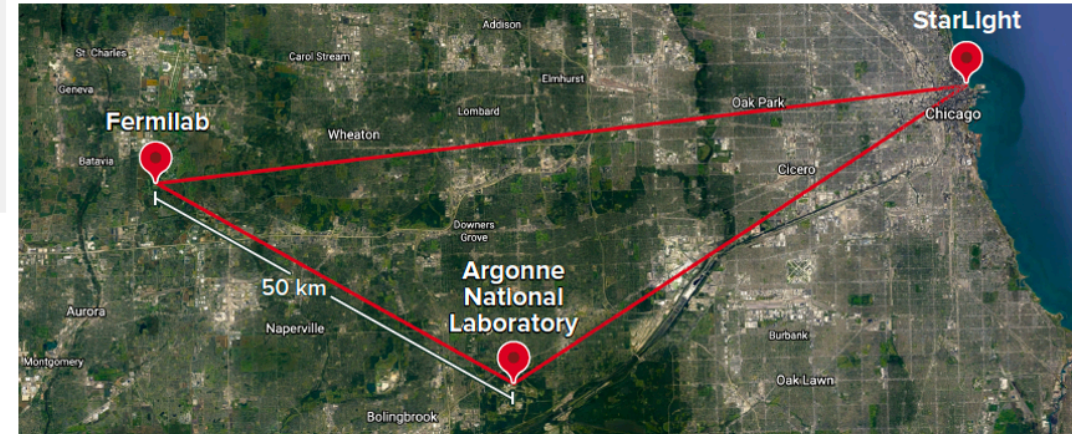 StarLight
Addison
St. Charles
Carol Stream
Elmhurst
Geneva
Lombard
Oak Park
Chicago
Fermilab
Wheaton
Batavia
Cicero
Downers
Grove
50 km
Argonne
National
Laboratory
Aurora
Naperville
Burbank
Montgomery
Oak Lawn
Bolingbrook